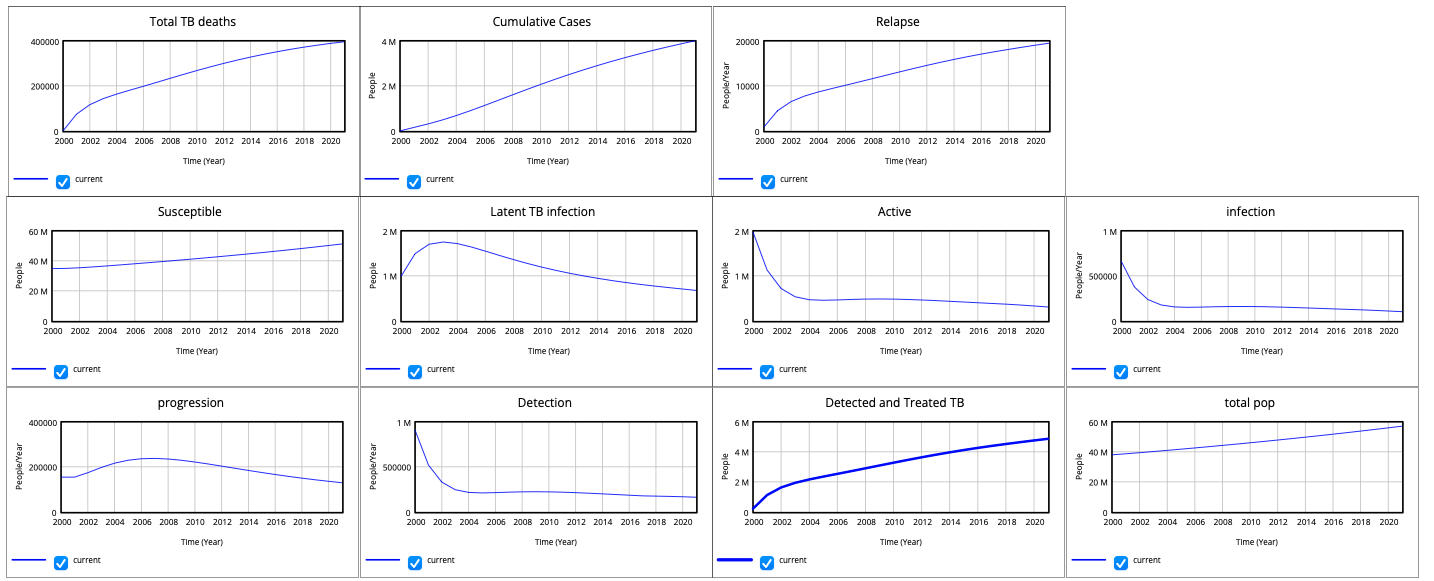 Total TB deaths
400000
200000
0
2000 2002 2004 2006 2008 2010 2012 2014 2016 2018 2020
Time (Year)
current
Cumulative Cases
People
4 M
2 M
0
2000 2002 2004 2006 2008 2010 2012 2014 2016 2018 2020
Time (Year)
current
Relapse
People/Year
20000
10000
0
2000 2002 2004 2006 2008 2010 2012 2014 2016 2018 2020
Time (Year)
current
Susceptible
People
60 M
40 M
20 M
0
2000 2002 2004 2006 2008 2010 2012 2014 2016 2018 2020
Time (Year)
current
Latent TB infection
People
2 M
1 M
0
2000 2002 2004 2006 2008 2010 2012 2014 2016 2018 2020
Time (Year)
current
Active
People
2 M
1 M
0
2000 2002 2004 2006 2008 2010 2012 2014 2016 2018 2020
Time (Year)
current
infection
People/Year
1 M
500000
0
2000 2002 2004 2006 2008 2010 2012 2014 2016 2018 2020
Time (Year)
current
progression
People/Year
400000
200000
0
2000 2002 2004 2006 2008 2010 2012 2014 2016 2018 2020
Time (Year)
current
Detection
People/Year
1 M
500000
0
2000 2002 2004 2006 2008 2010 2012 2014 2016 2018 2020
Time (Year)
current
Detected and Treated TB
People
6 M
4 M
2 M
0
2000 2002 2004 2006 2008 2010 2012 2014 2016 2018 2020
Time (Year)
current
total pop
People
60 M
40 M
20 M
0
2000 2002 2004 2006 2008 2010 2012 2014 2016 2018 2020
Time (Year)
current